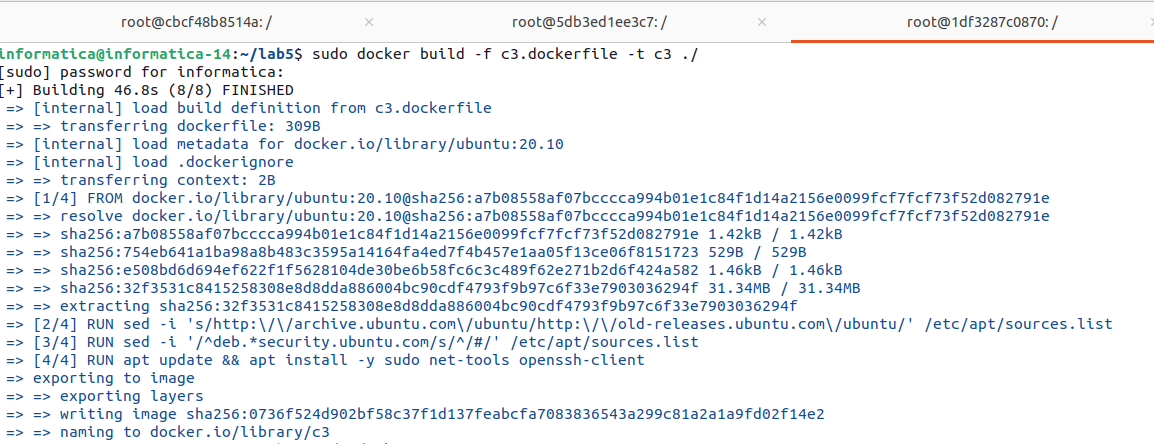 root@cbcf48b8514a: /
root@5db3ed1ee3c7: /
root@1df3287c0870: /
informatica@informatica-14:~/lab5$ sudo docker build -f c3.dockerfile -t c3 ./
[sudo] password for informatica:
[+] Building 46.8s (8/8) FINISHED
=> [internal] load build definition from c3.dockerfile
=> => transferring dockerfile: 309B
=> [internal] load metadata for docker.io/library/ubuntu:20.10
=> [internal] load .dockerignore
=> => transferring context: 2B
=> [1/4] FROM docker.io/library/ubuntu:20.10@sha256:a7b08558af07bcccca994b01e1c84f1d14a2156e0099fcf7fcf73f52d082791e
=> => resolve docker.io/library/ubuntu:20.10@sha256:a7b08558af07bcccca994b01e1c84f1d14a2156e0099fcf7fcf73f52d082791e
=> => sha256:a7b08558af07bcccca994b01e1c84f1d14a2156e0099fcf7fcf73f52d082791e 1.42kB / 1.42kB
=> => sha256:754eb641a1ba98a8b483c3595a14164fa4ed7f4b457e1aa05f13ce06f8151723 529B / 529B
=> => sha256:e508bd6d694ef622f1f5628104de30be6b58fc6c3c489f62e271b2d6f424a582 1.46kB / 1.46kB
=> => sha256:32f3531c8415258308e8d8dda886004bc90cdf4793f9b97c6f33e7903036294f 31.34MB / 31.34MB
=> => extracting sha256:32f3531c8415258308e8d8dda886004bc90cdf4793f9b97c6f33e7903036294f
=> [2/4] RUN sed -i 's/http:\/\/archive.ubuntu.com\/ubuntu/http:\/\/old-releases.ubuntu.com\/ubuntu/' /etc/apt/sources.list
=> [3/4] RUN sed -i '/^deb.*security.ubuntu.com/s/^/#/' /etc/apt/sources.list
=> [4/4] RUN apt update && apt install -y sudo net-tools openssh-client
=> exporting to image
=> => exporting layers
=> => writing image sha256:0736f524d902bf58c37f1d137feabcfa7083836543a299c81a2a1a9fd02f14e2
=> => naming to docker.io/library/c3